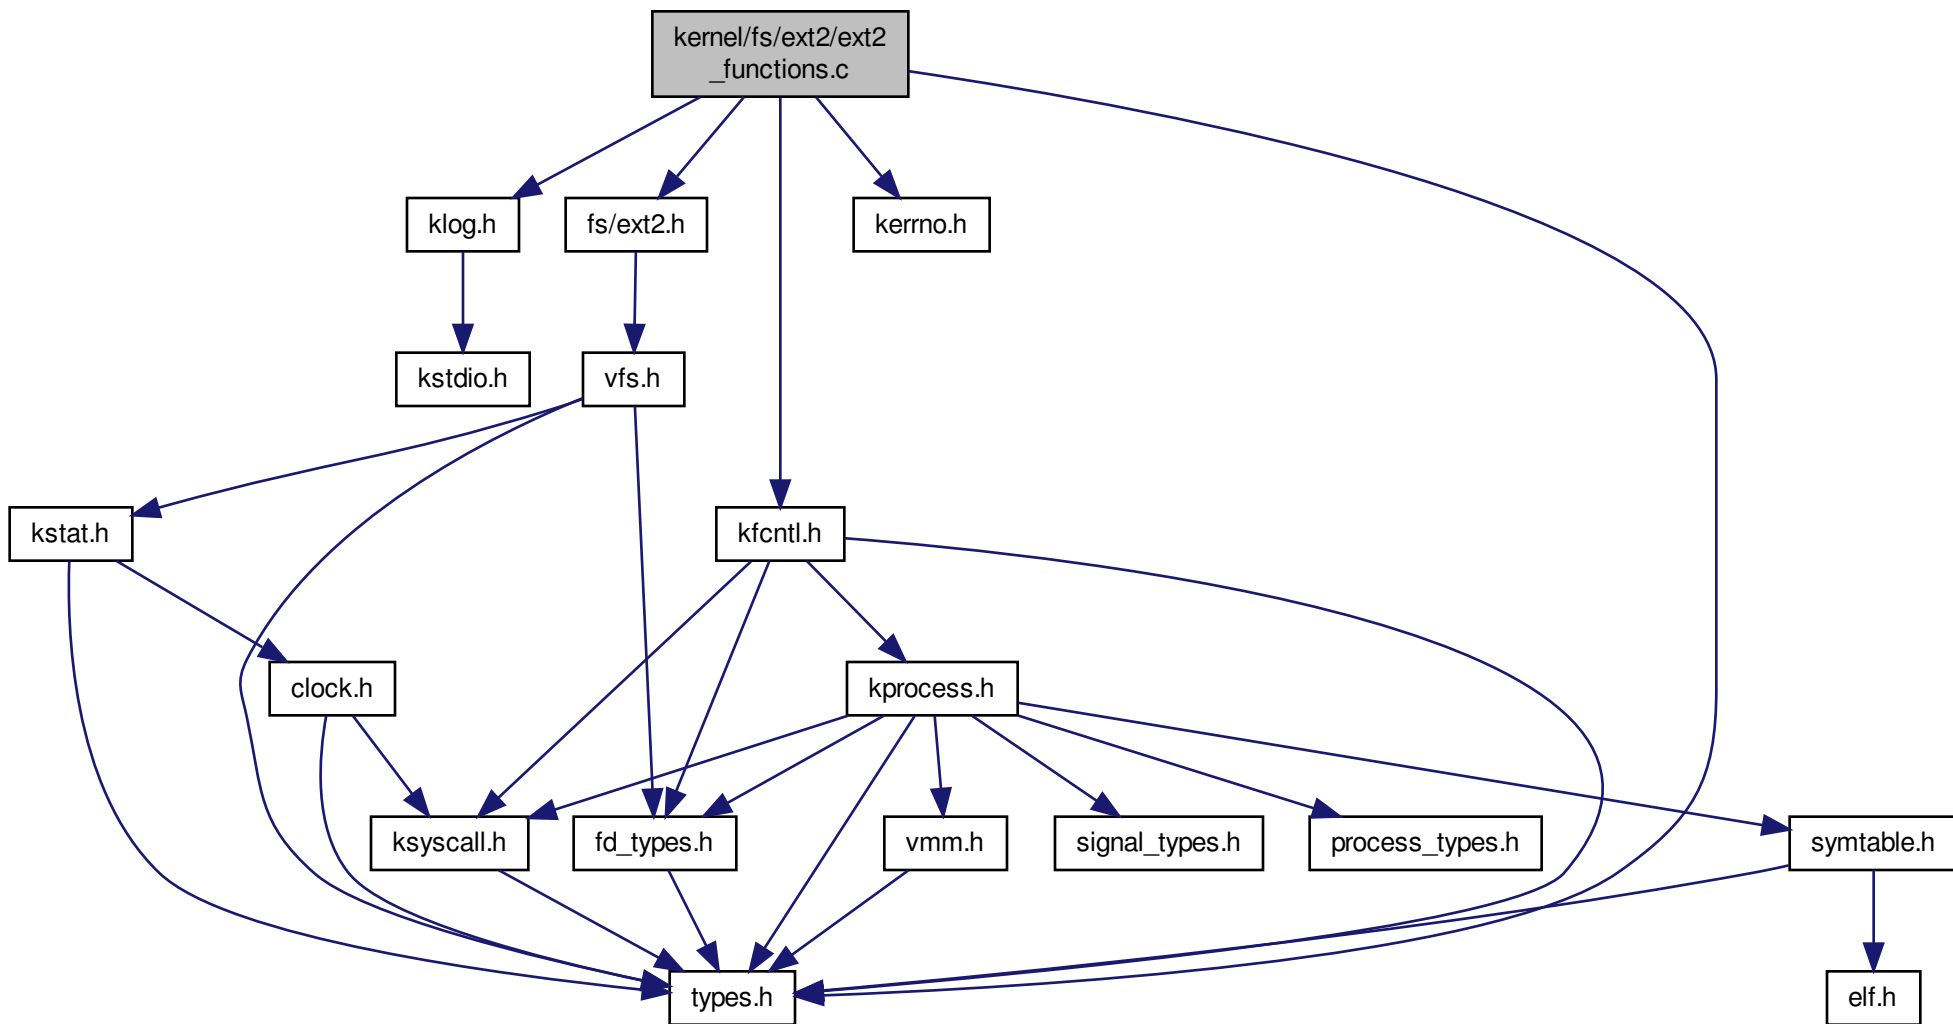 kernel/fs/ext2/ext2
_functions.c
klog.h
fs/ext2.h
kerrno.h
kstdio.h
vfs.h
kstat.h
kfcntl.h
clock.h
kprocess.h
ksyscall.h
fd_types.h
vmm.h
signal_types.h
process_types.h
symtable.h
types.h
elf.h